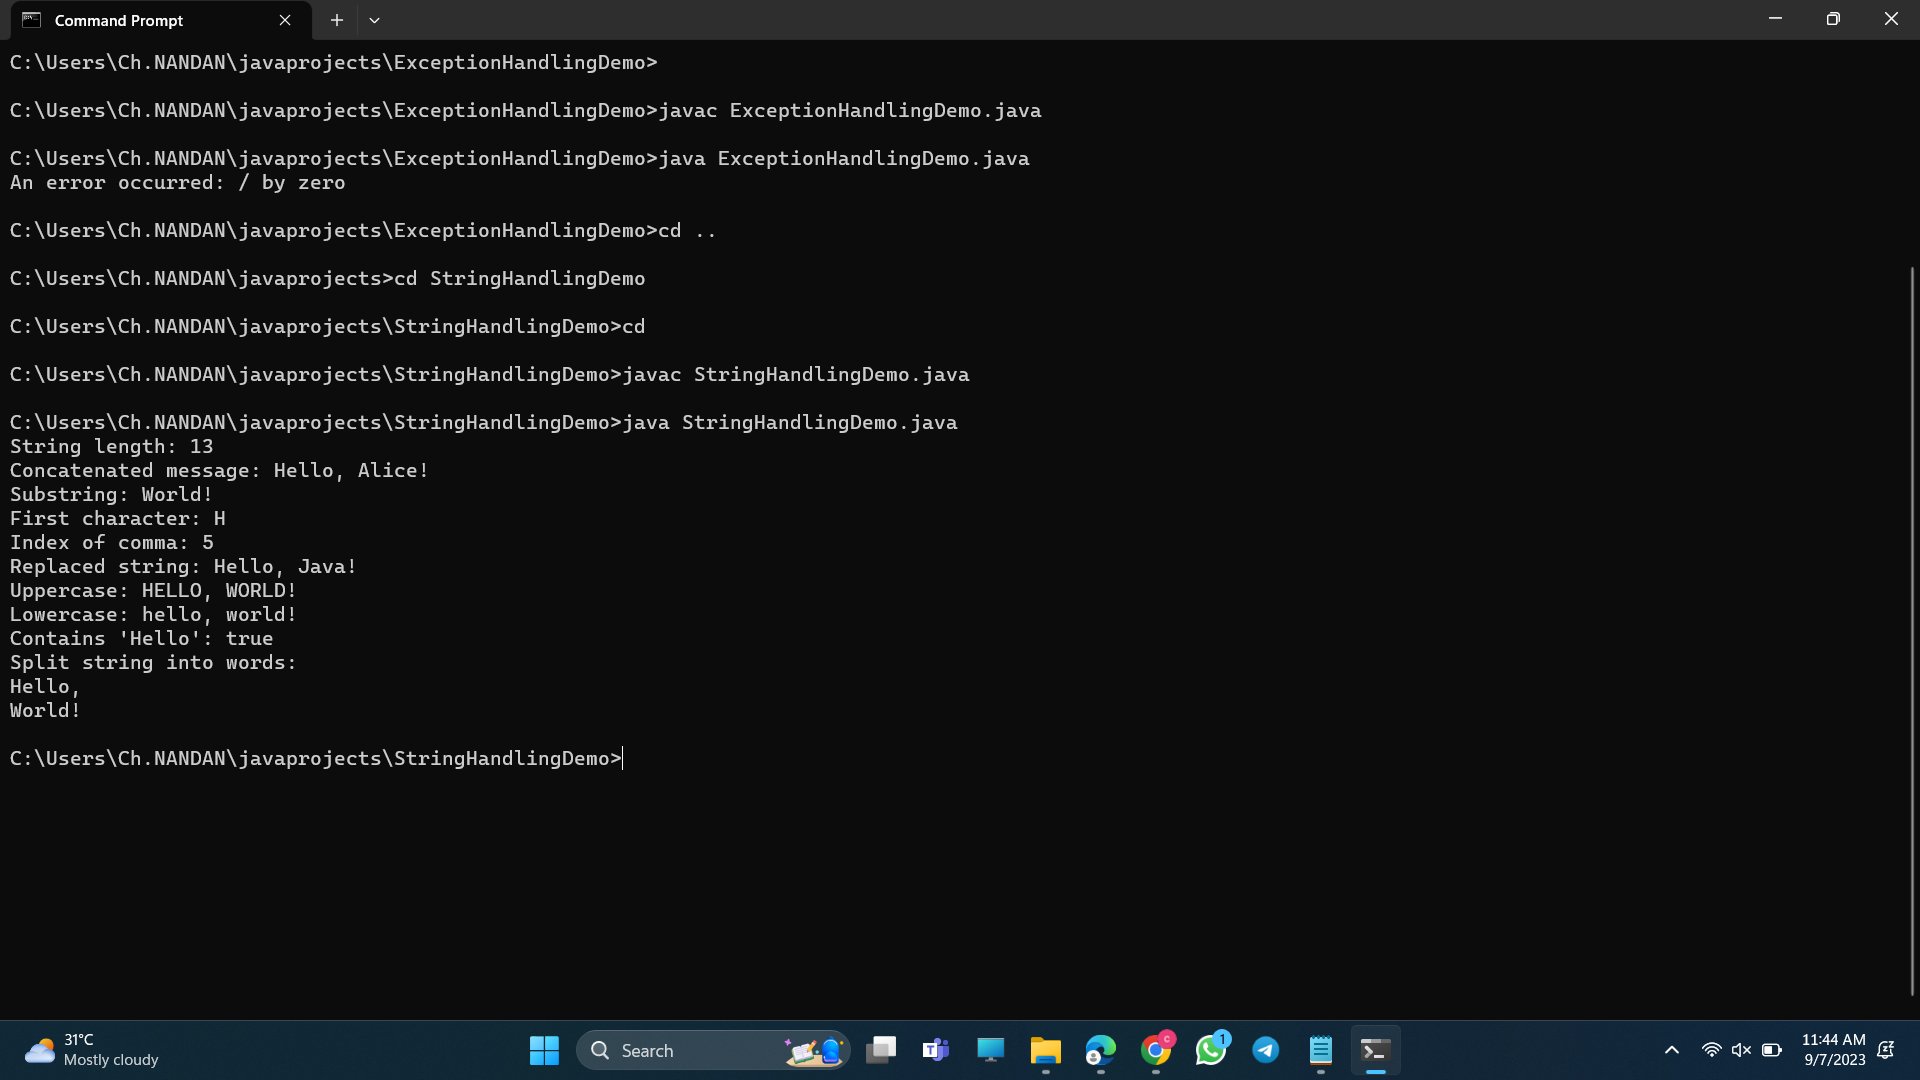 Command Prompt
C:\Users\Ch.NANDAN\javaprojects\ExceptionHandlingDemo>
C:\Users\Ch.NANDAN\javaprojects\ExceptionHandlingDemo>javac ExceptionHandlingDemo.java
C:\Users\Ch.NANDAN\javaprojects\ExceptionHandlingDemo>java ExceptionHandlingDemo.java
An error occurred: / by zero
C:\Users\Ch.NANDAN\javaprojects\ExceptionHandlingDemo>cd ..
C:\Users\Ch.NANDAN\javaprojects>cd StringHandlingDemo
C:\Users\Ch.NANDAN\javaprojects\StringHandlingDemo>cd
C:\Users\Ch.NANDAN\javaprojects\StringHandlingDemo>javac StringHandlingDemo.java
C:\Users\Ch.NANDAN\javaprojects\StringHandlingDemo>java StringHandlingDemo.java
String length: 13
Concatenated message: Hello, Alice!
Substring: World!
First character: H
Index of comma: 5
Replaced string: Hello, Java!
Uppercase: HELLO, WORLD!
Lowercase: hello, world!
Contains 'Hello': true
Split string into words:
Hello,
World!
C:\Users\Ch.NANDAN\javaprojects\StringHandlingDemo>
31°C
Mostly cloudy
Search
C
1
11:44 AM
9/7/2023